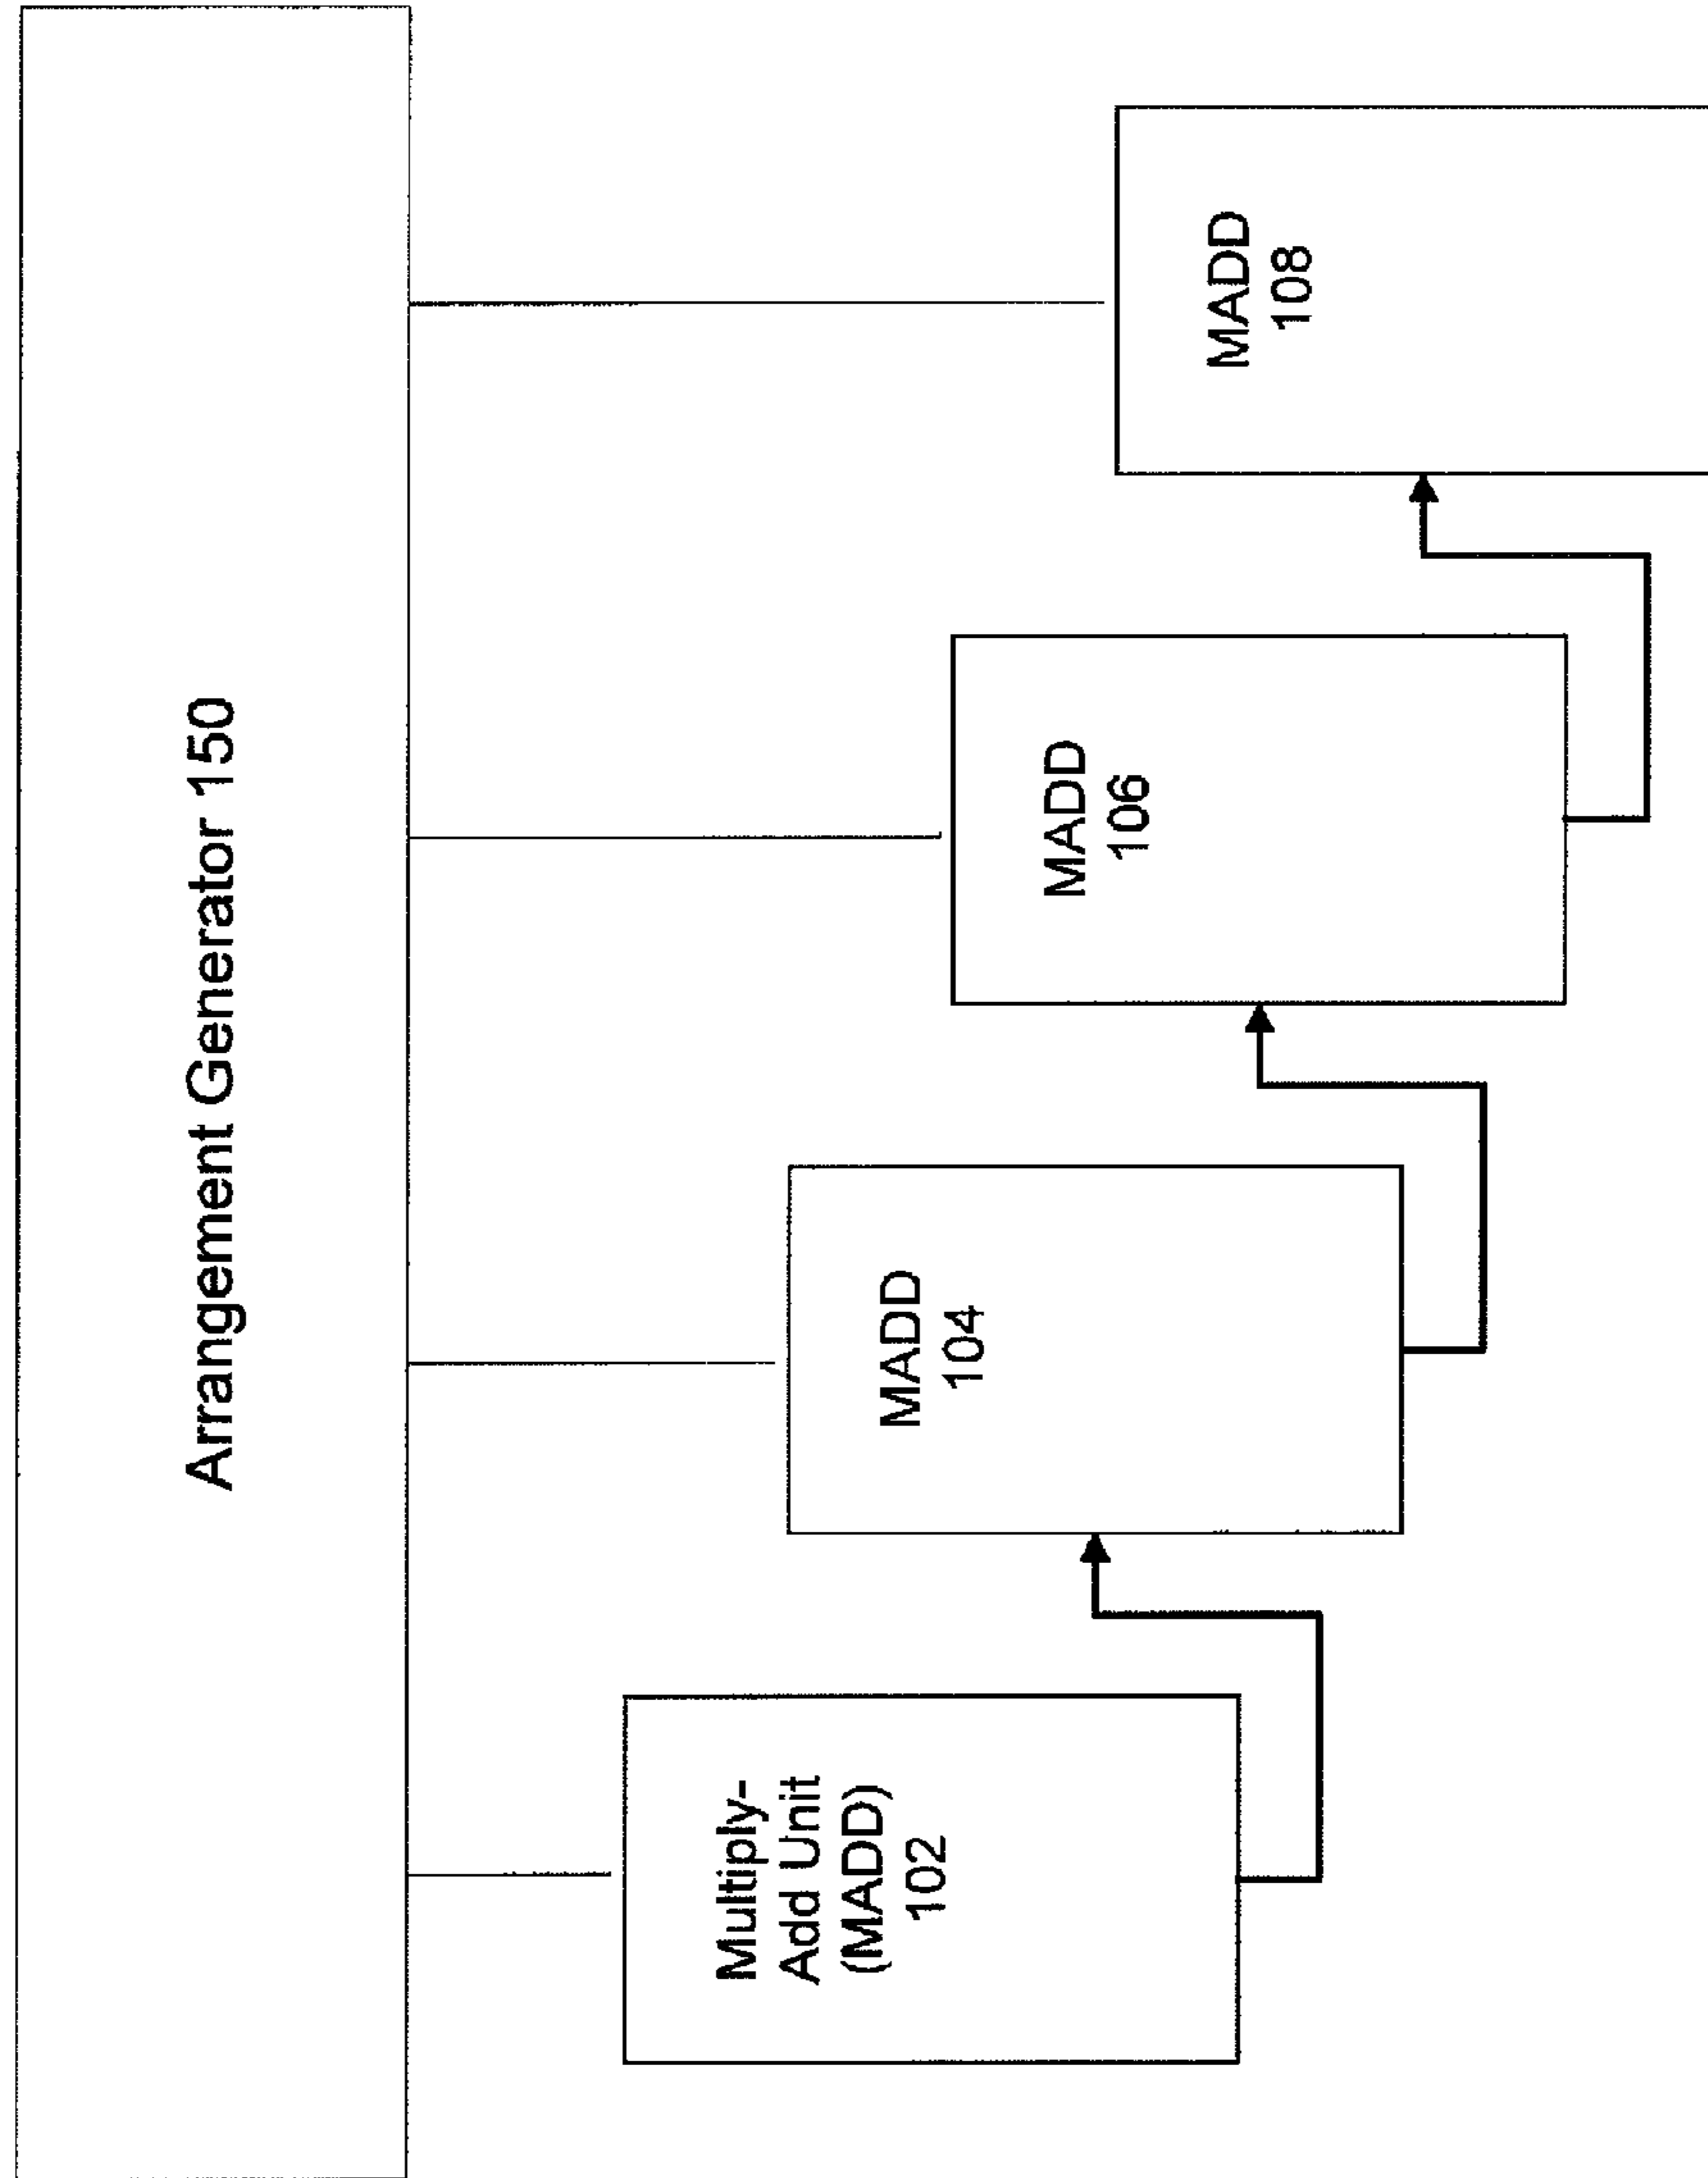 Arrangement Generator 150
Multiply-
Add Unit
(MADD)
102
MADD
104
MADD
106
MADD
108